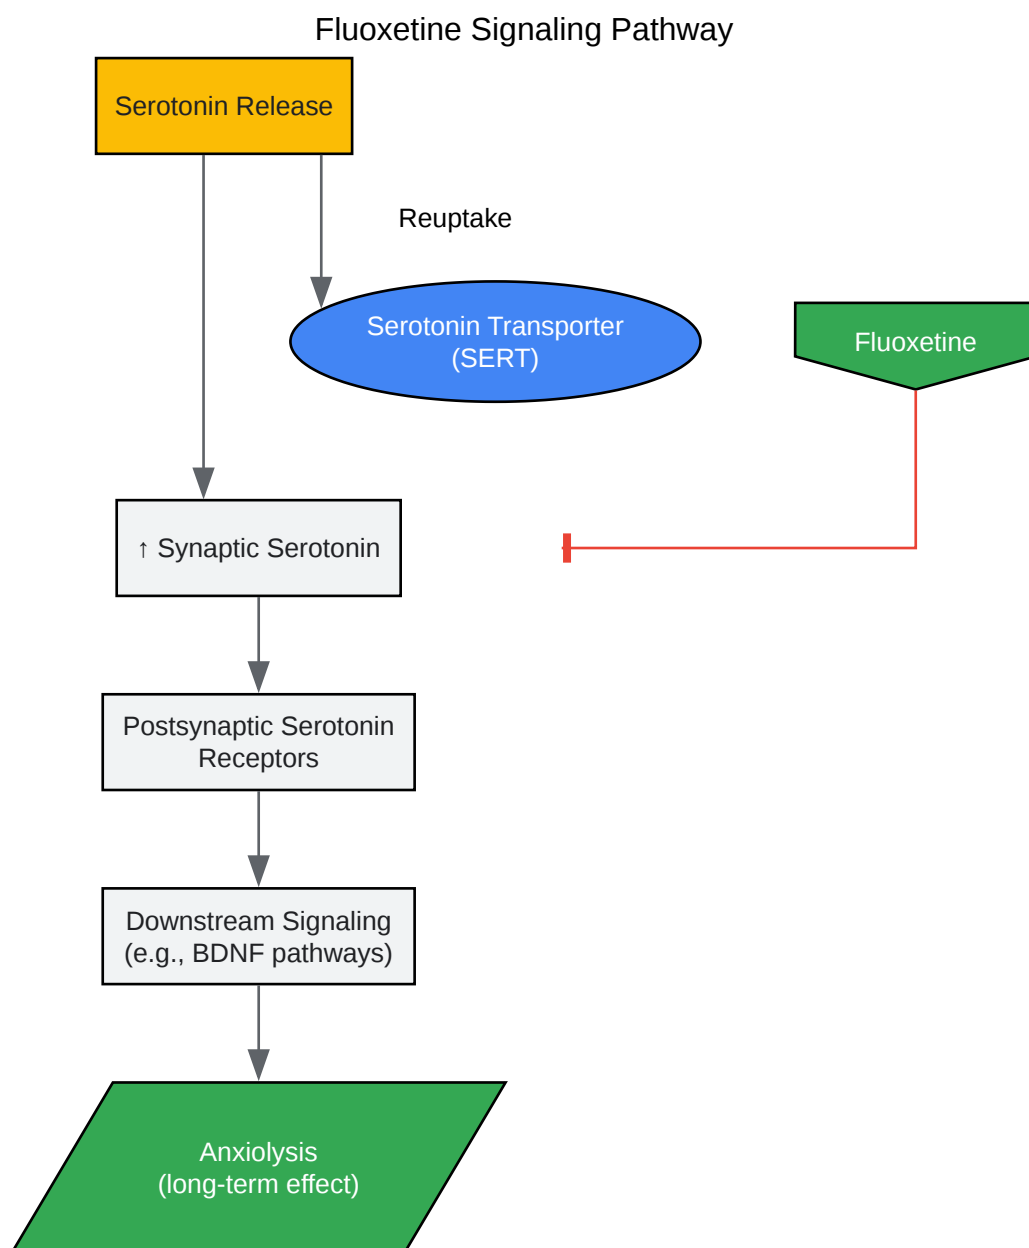 Fluoxetine Signaling Pathway
Serotonin Release
Reuptake
Serotonin Transporter
(SERT)
Fluoxetine
↑ Synaptic Serotonin
Postsynaptic Serotonin
Receptors
Downstream Signaling
(e.g., BDNF pathways)
Anxiolysis
(long-term effect)